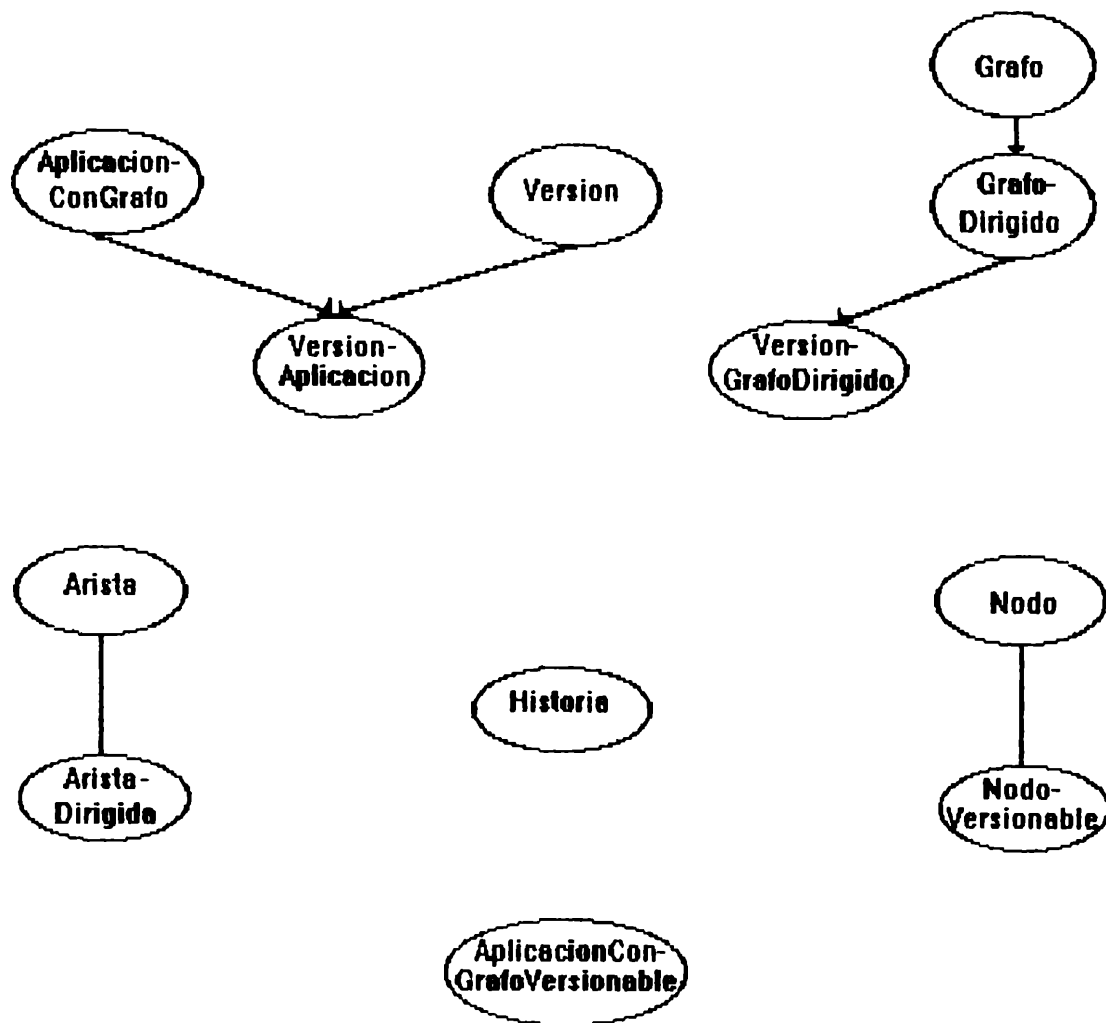 Grafo
Aplicacion-
ConGrafo
Version
Grafo-
Dirigido
Version-
Aplicacion
Version-
GrafoDirigido
Arista
Nodo
Historia
Arista-
Dirigida
Nodo-
Versionable
AplicacionCon-
GrafoVersionable